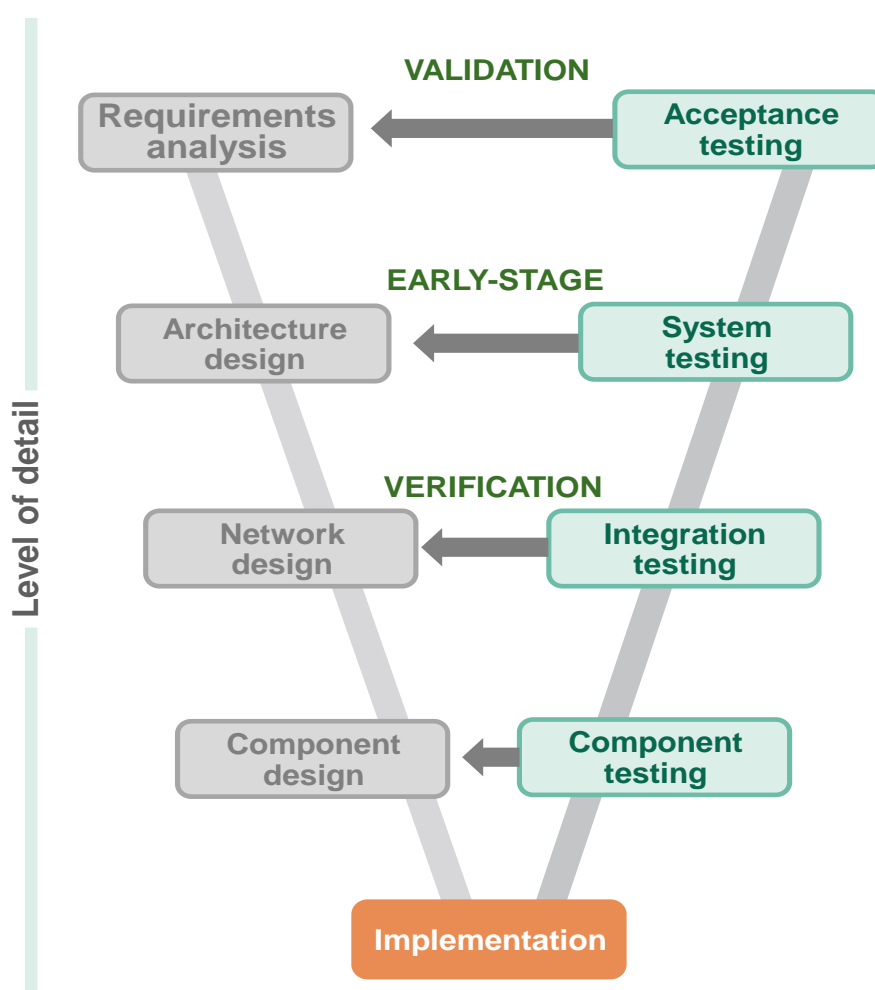 VALIDATION
Requirements
analysis
Acceptance
testing
EARLY-STAGE
Architecture
design
System
testing
Level of detail
VERIFICATION
Network
design
Integration
testing
Component
design
Component
testing
Implementation